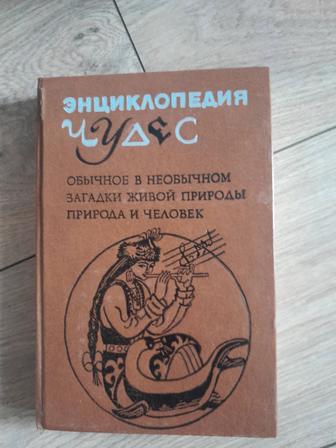 ЭНЦИКЛОПЕДИЯ
ЧУДЕС
ОБЫЧНОЕ В НЕОБЫЧНОМ
ЗАГАДКИ ЖИВОЙ ПРИРОДЫ
ПРИРОДА И ЧЕЛОВЕК